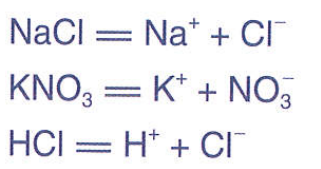 NaCl = Na⁺ + Cl⁻
KNO₃ = K⁺ + NO₃⁻
HCl = H⁺ + Cl⁻